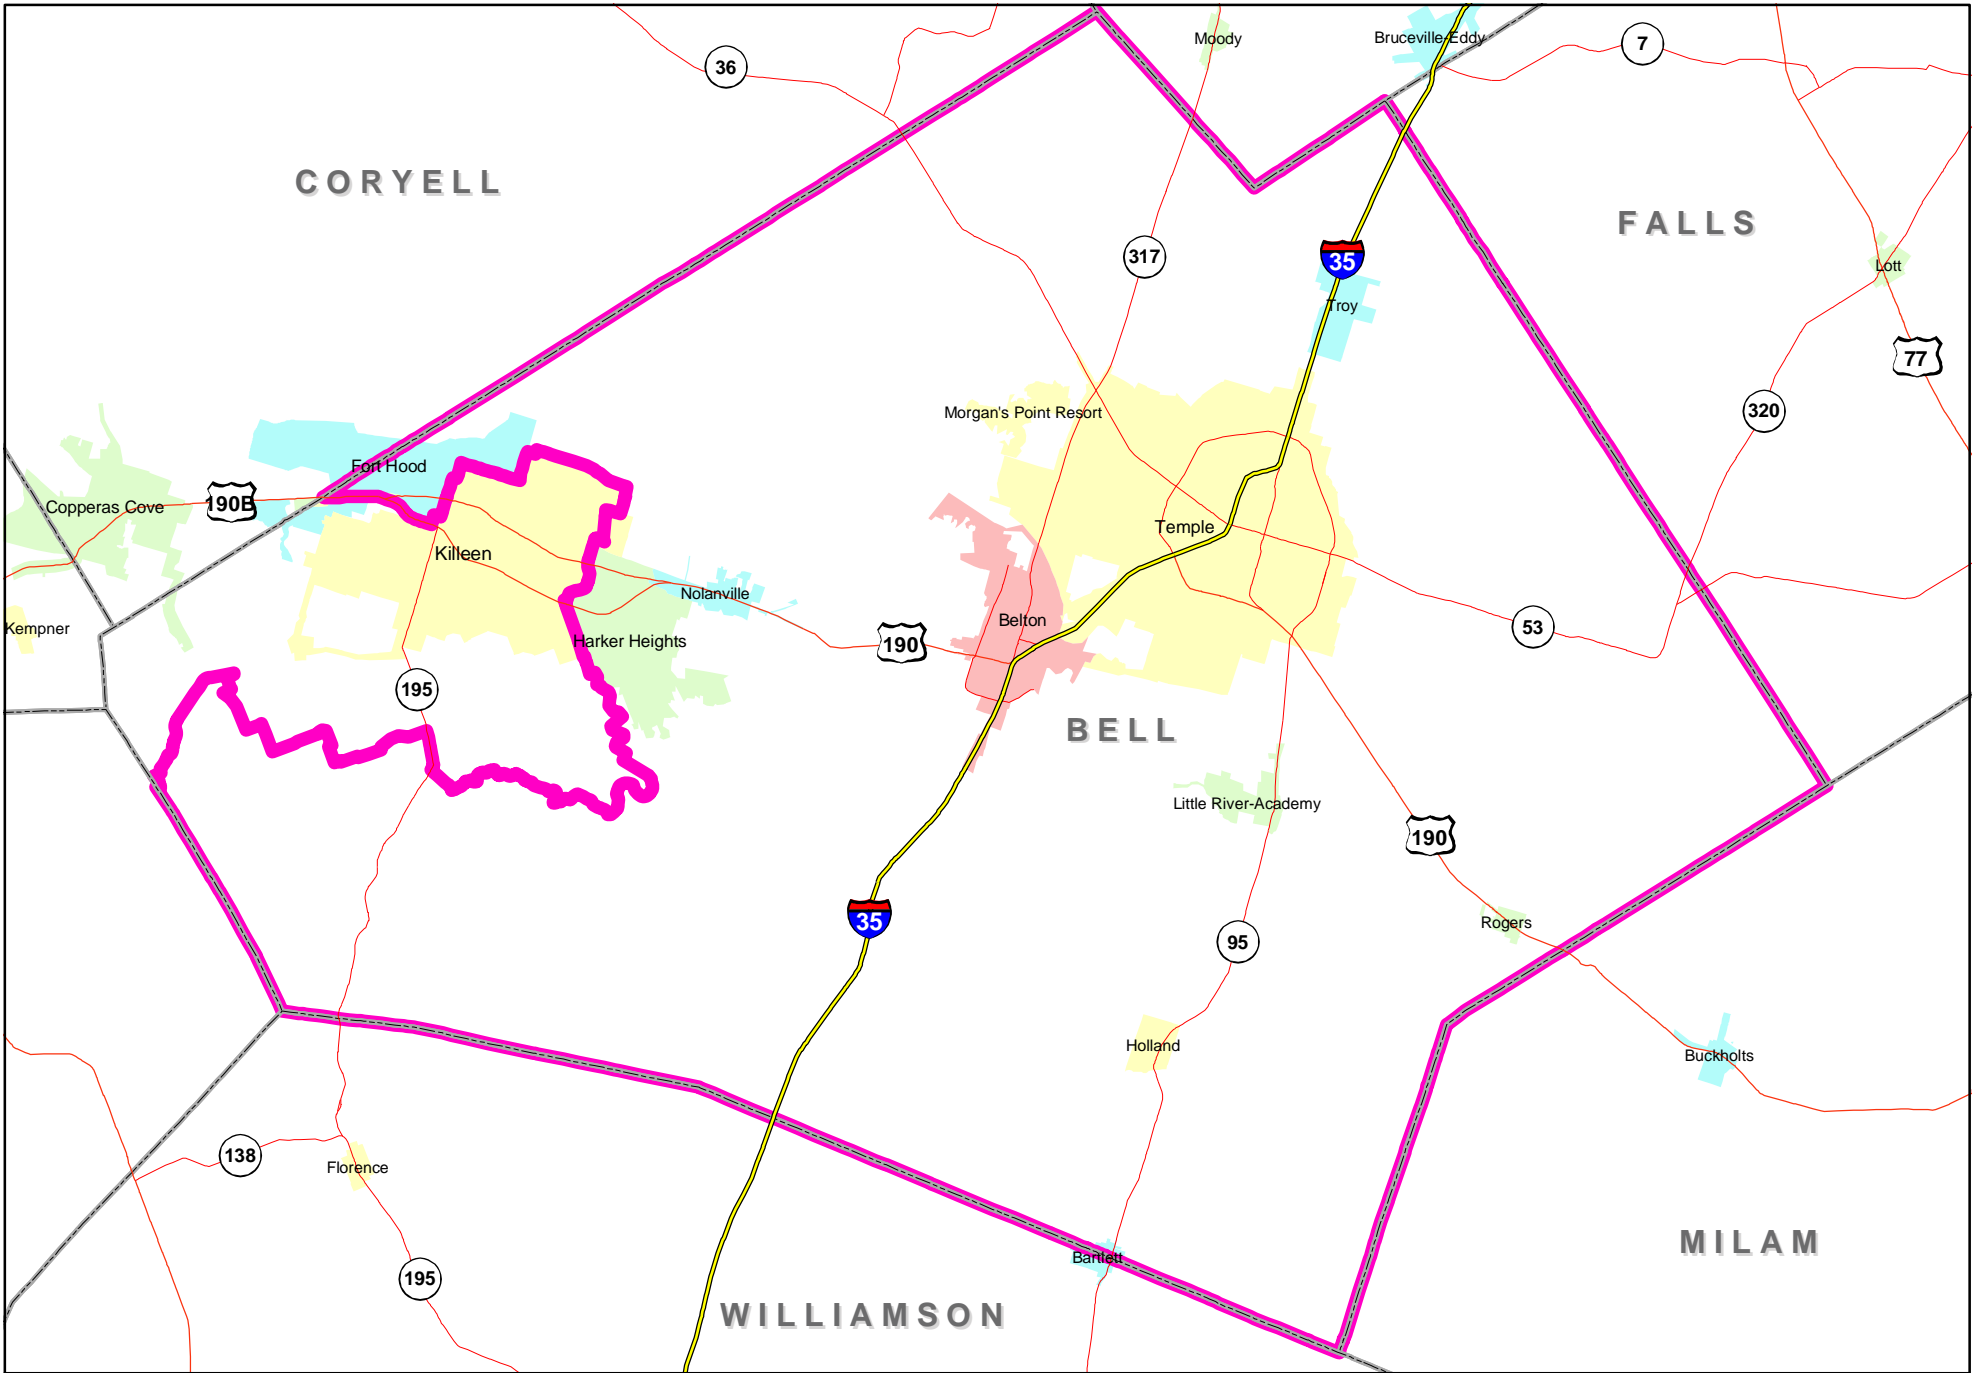 Moody
Bruceville-Eddy
7
36
CORYELL
FALLS
317
35
Lott
Troy
77
Morgan's Point Resort
320
Fort Hood
190B
Copperas Cove
Temple
Killeen
Nolanville
Belton
53
Kempner
Harker Heights
190
195
BELL
Little River-Academy
190
35
Rogers
95
Holland
Buckholts
138
Florence
MILAM
Bartlett
195
WILLIAMSON